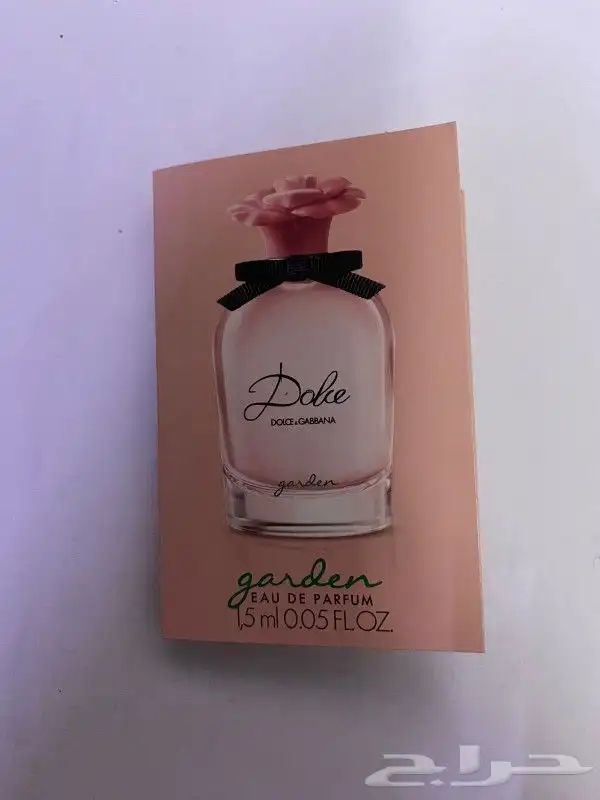 Dolce
DOLCE & GABBANA
garden
garden
EAU DE PARFUM
1,5 ml 0.05 FL.OZ.
حراج